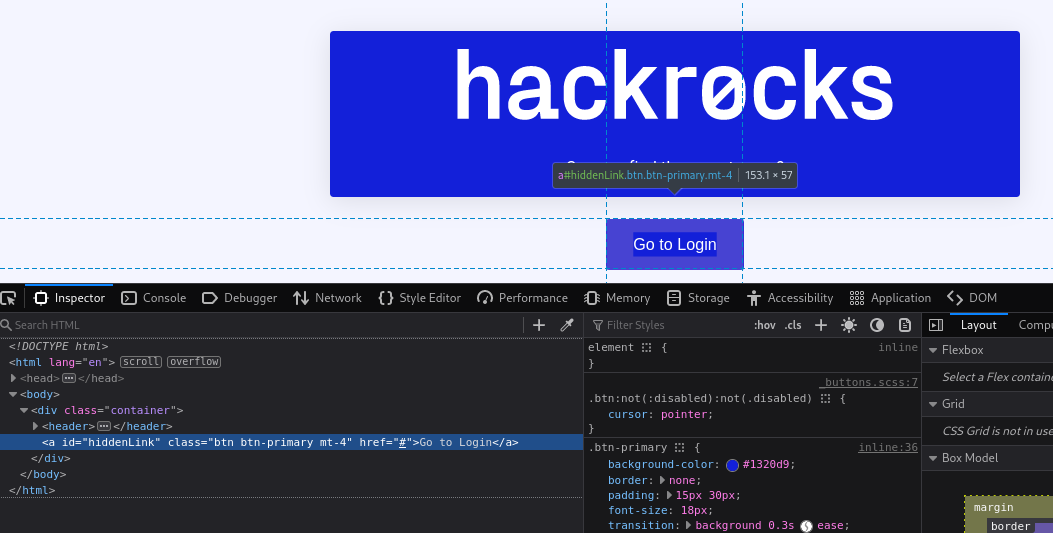 hackrøcks
a#hiddenLink.btn.btn-primary.mt-4 153.1 × 57
Go to Login
Inspector Console Debugger Network Style Editor Performance Memory Storage Accessibility Application DOM
Search HTML
<!DOCTYPE html>
<html lang="en"> scroll overflow
<head> ••• </head>
<body>
<div class="container">
<header> ••• </header>
<a id="hiddenLink" class="btn btn-primary mt-4" href="#">Go to Login</a>
</div>
</body>
</html>
Filter Styles :hov .cls
element { inline
}
_buttons.scss:7
.btn:not(:disabled):not(.disabled) {
cursor: pointer;
}
.btn-primary { inline:36
background-color: #1320d9;
border: none;
padding: 15px 30px;
font-size: 18px;
transition: background 0.3s ease;
Layout Compu
Flexbox
Select a Flex containe
Grid
CSS Grid is not in use
Box Model
margin
border